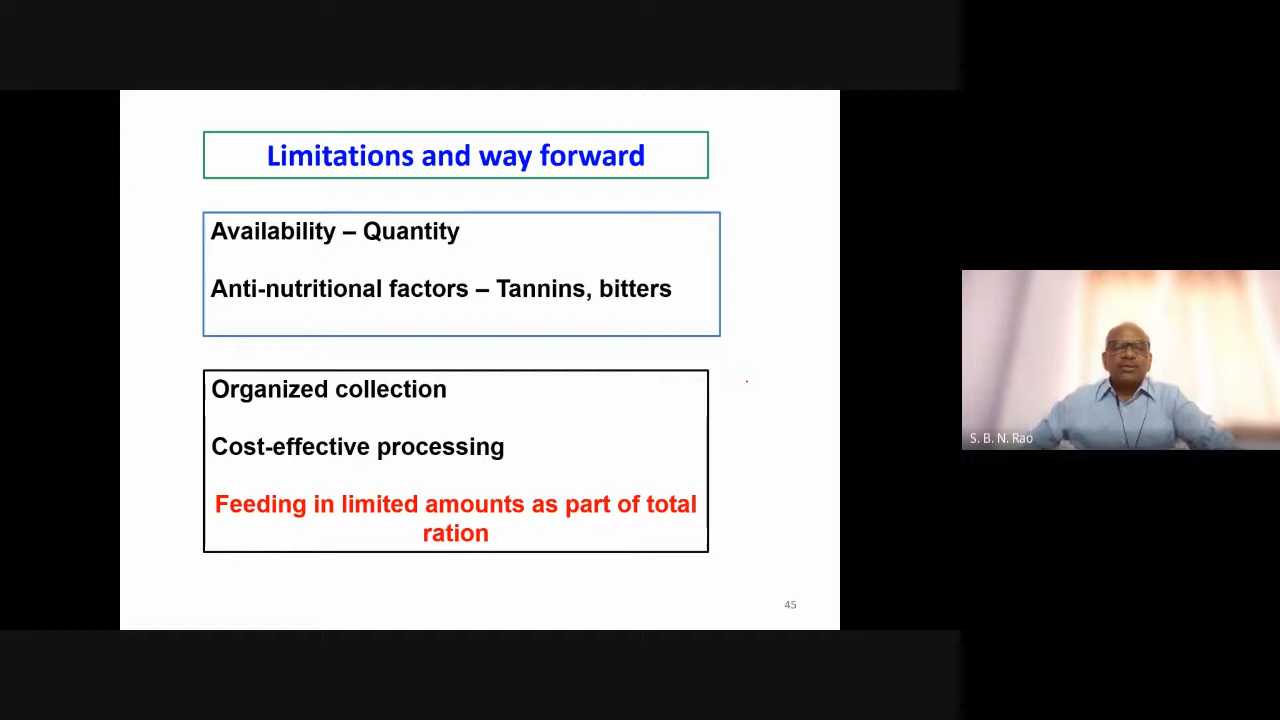 Limitations and way forward
Availability – Quantity
Anti-nutritional factors – Tannins, bitters
Organized collection
Cost-effective processing
Feeding in limited amounts as part of total
ration
45
S. B. N. Rao